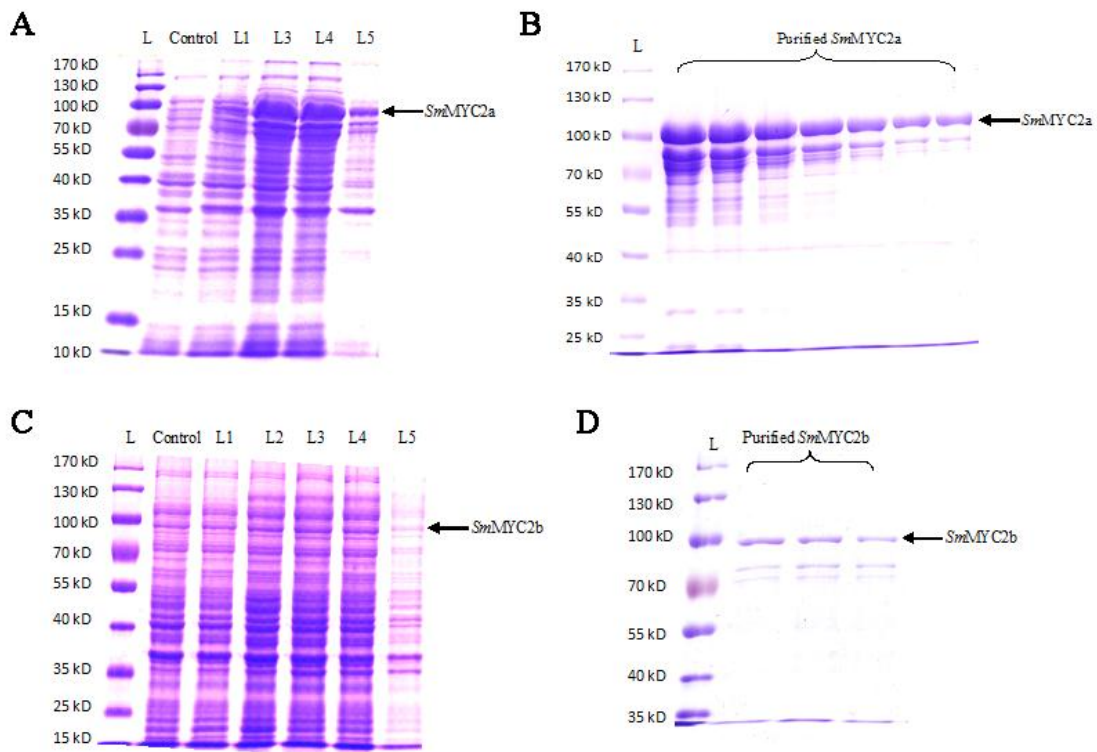 A
L Control L1 L3 L4 L5
170 kD
130 kD
100 kD
70 kD
55 kD
40 kD
35 kD
25 kD
15 kD
10 kD
SmMYC2a
B
Purified SmMYC2a
L
170 kD
130 kD
100 kD
70 kD
55 kD
40 kD
35 kD
25 kD
SmMYC2a
C
L Control L1 L2 L3 L4 L5
170 kD
130 kD
100 kD
70 kD
55 kD
40 kD
35 kD
25 kD
15 kD
SmMYC2b
D
Purified SmMYC2b
L
170 kD
130 kD
100 kD
70 kD
55 kD
40 kD
35 kD
SmMYC2b